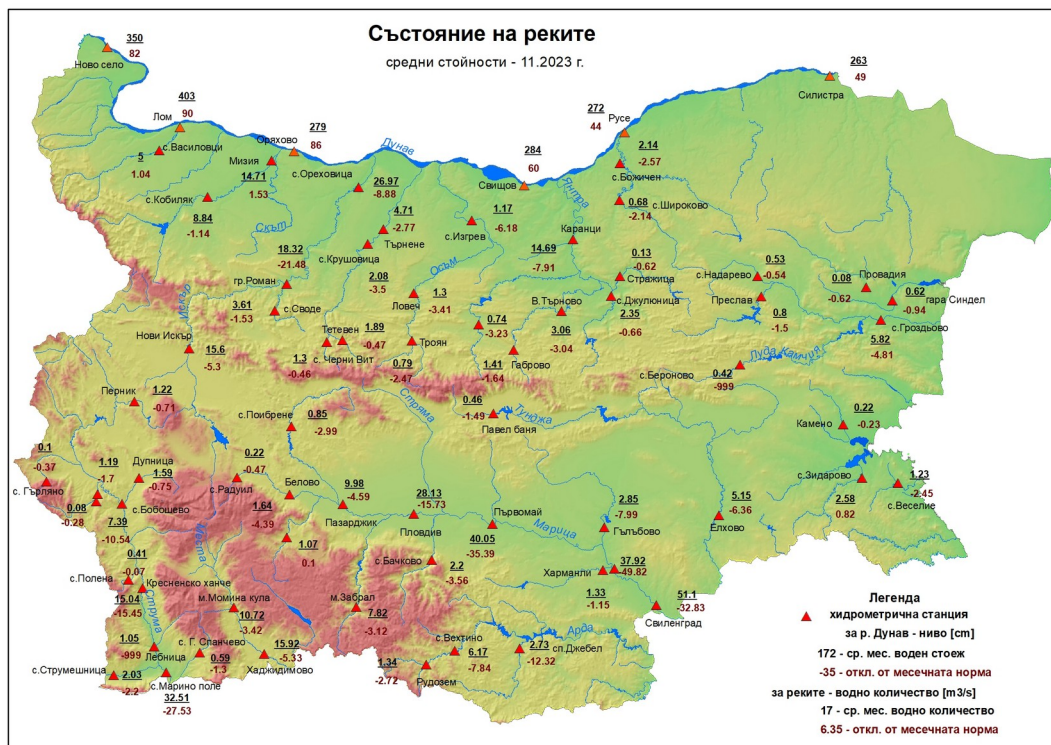 Състояние на реките
средни стойности - 11.2023 г.
350
82
Ново село
263
49
Силистра
403
90
Лом
с.Василовци
5
1.04
Оряхово
279
86
Мизия
14.71
1.53
Дунав
272
44
Русе
2.14
-2.57
с.Божичен
284
60
Свищов
Янтра
с.Ореховица
26.97
-8.88
с.Кобиляк
8.84
-1.14
Скът
4.71
-2.77
Търнене
с.Крушовица
2.08
-3.5
1.17
-6.18
с.Изгрев
0.68
-2.14
с.Широково
Каранци
14.69
-7.91
18.32
-21.48
гр.Роман
Осъм
0.13
-0.62
Стражица
с.Джулюница
2.35
-0.66
0.53
-0.54
с.Надарево
Преслав
0.8
-1.5
0.08
-0.62
Провадия
0.62
-0.94
гара Синдел
с.Гроздьово
5.82
-4.81
Искър
3.61
-1.53
с.Своде
1.3
-3.41
Ловеч
0.74
-3.23
В.Търново
3.06
-3.04
Нови Искър
15.6
-5.3
Тетевен
1.89
-0.47
с. Черни Вит
1.3
-0.46
Троян
0.79
-2.47
Габрово
1.41
-1.64
Луда Камчия
с.Бероново
0.42
-999
Перник
1.22
-0.71
с.Поибрене
0.85
-2.99
Стряма
0.46
-1.49
Павел баня
Тунджа
Камено
0.22
-0.23
0.1
-0.37
с. Гърляно
1.19
-1.7
0.08
-0.28
Дупница
1.59
-0.75
с.Бобошево
7.39
-10.54
0.22
-0.47
с.Радуил
Белово
1.64
-4.39
9.98
-4.59
Пазарджик
28.13
-15.73
Пловдив
Първомай
40.05
-35.39
Марица
2.85
-7.99
Гълъбово
5.15
-6.36
Елхово
с.Зидарово
2.58
0.82
1.23
-2.45
с.Веселие
1.07
0.1
0.41
-0.07
с.Полена
Кресненско ханче
15.04
-15.45
Места
Струма
м.Момина кула
10.72
-3.42
с.Бачково
2.2
-3.56
м.Забрал
7.82
-3.12
Харманли
1.33
-1.15
37.92
-49.82
51.1
-32.83
Свиленград
1.05
-999
Лебница
с. Г. Спанчево
0.59
-1.3
15.92
-5.33
Хаджидимово
с.Струмешница
2.03
-2.2
с.Марино поле
32.51
-27.53
1.34
-2.72
Рудозем
с.Вехтино
6.17
-7.84
Арда
сп.Джебел
2.73
-12.32
Легенда
хидрометрична станция
за р. Дунав - ниво [cm]
172 - ср. мес. воден стоеж
-35 - откл. от месечната норма
за реките - водно количество [m3/s]
17 - ср. мес. водно количество
6.35 - откл. от месечната норма